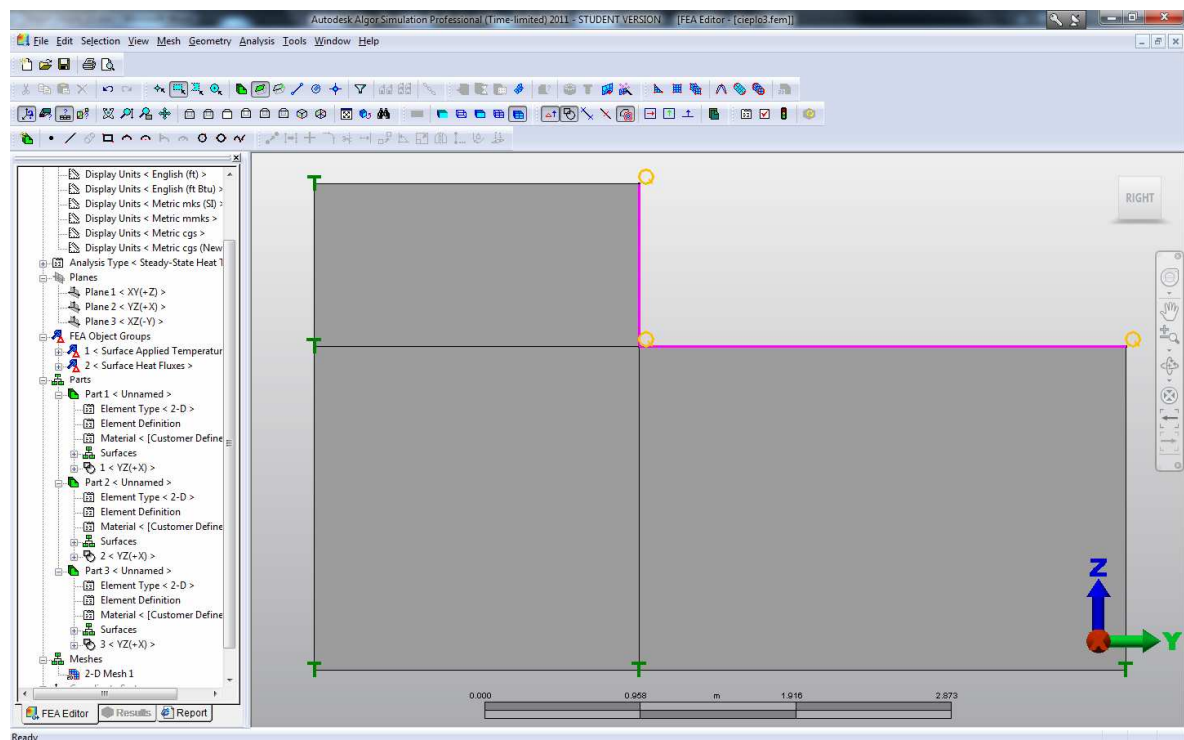 Autodesk Algor Simulation Professional (Time-limited) 2011 - STUDENT VERSION [FEA Editor - [cieplo3.fem]]
File Edit Selection View Mesh Geometry Analysis Tools Window Help
Display Units < English (ft) >
Display Units < English (ft Btu) >
Display Units < Metric mks (SI) >
Display Units < Metric mmks >
Display Units < Metric cgs >
Display Units < Metric cgs (New
Analysis Type < Steady-State Heat T
Planes
Plane 1 < XY(+Z) >
Plane 2 < YZ(+X) >
Plane 3 < XZ(-Y) >
FEA Object Groups
1 < Surface Applied Temperatur
2 < Surface Heat Fluxes >
Parts
Part 1 < Unnamed >
Element Type < 2-D >
Element Definition
Material < [Customer Define
Surfaces
1 < YZ(+X) >
Part 2 < Unnamed >
Element Type < 2-D >
Element Definition
Material < [Customer Define
Surfaces
2 < YZ(+X) >
Part 3 < Unnamed >
Element Type < 2-D >
Element Definition
Material < [Customer Define
Surfaces
3 < YZ(+X) >
Meshes
2-D Mesh 1
FEA Editor Results Report
Ready
T Q
RIGHT
T Q Q
Z
Y
T T T
0.000 0.958 m 1.916 2.873